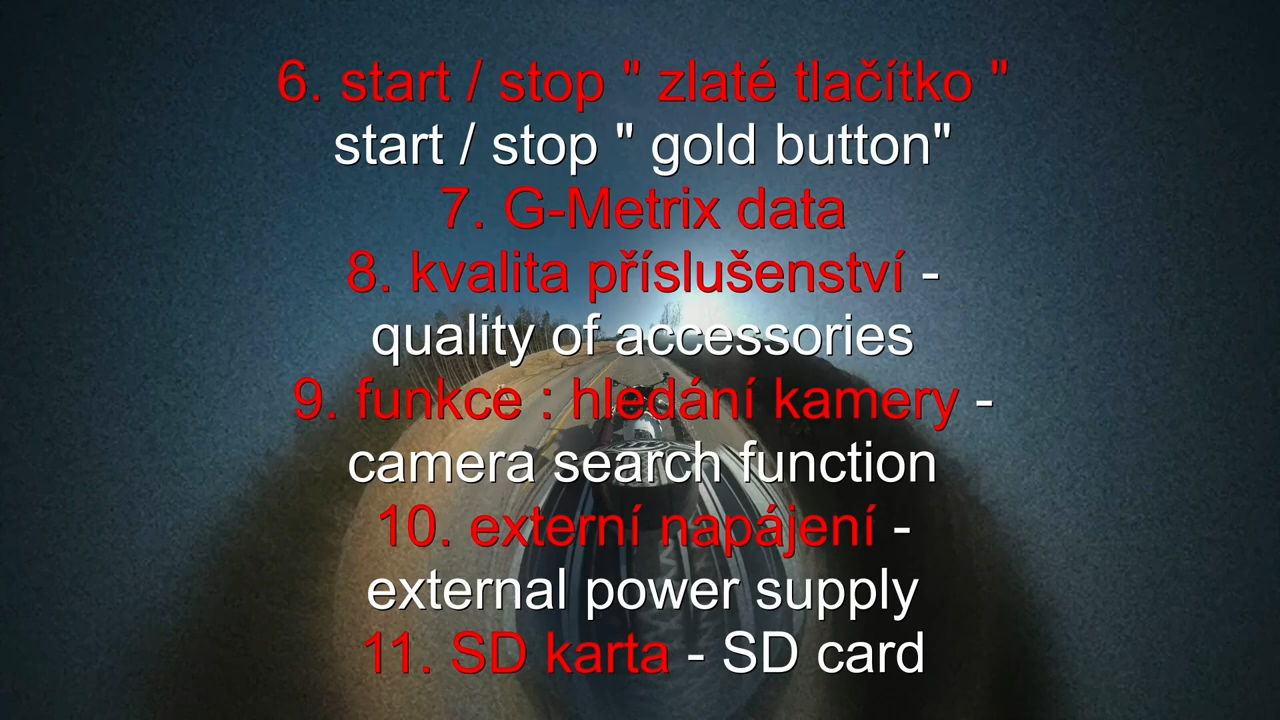 6. start / stop " zlaté tlačítko "
start / stop " gold button"
7. G-Metrix data
8. kvalita příslušenství -
quality of accessories
9. funkce : hledání kamery -
camera search function
10. externí napájení -
external power supply
11. SD karta - SD card